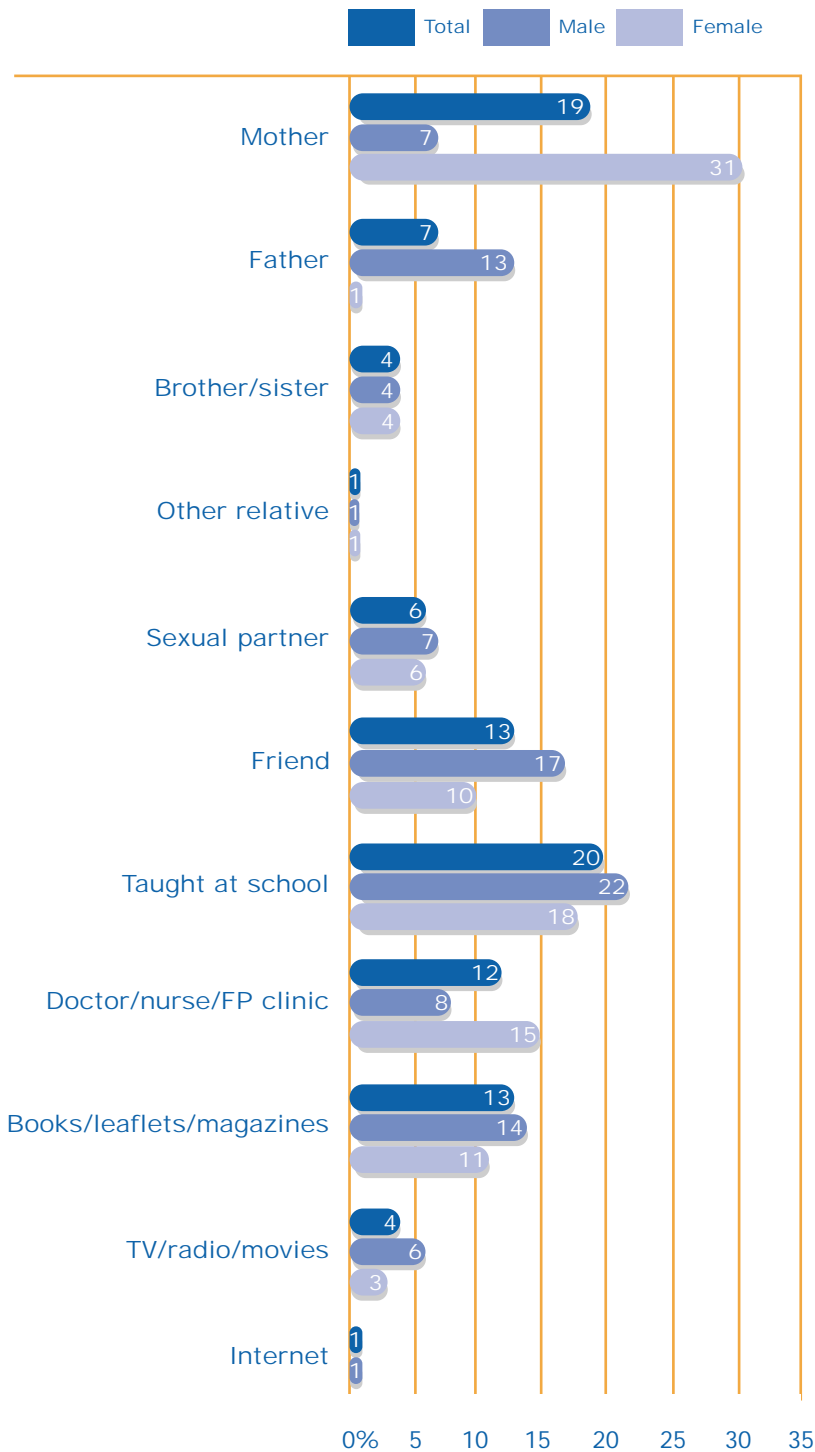 Total Male Female
19
Mother 7
31
7
Father 13
1
4
Brother/sister 4
4
1
Other relative 1
1
6
Sexual partner 7
6
13
Friend 17
10
20
Taught at school 22
18
12
Doctor/nurse/FP clinic 8
15
13
Books/leaflets/magazines 14
11
4
TV/radio/movies 6
3
1
Internet 1
0% 5 10 15 20 25 30 35